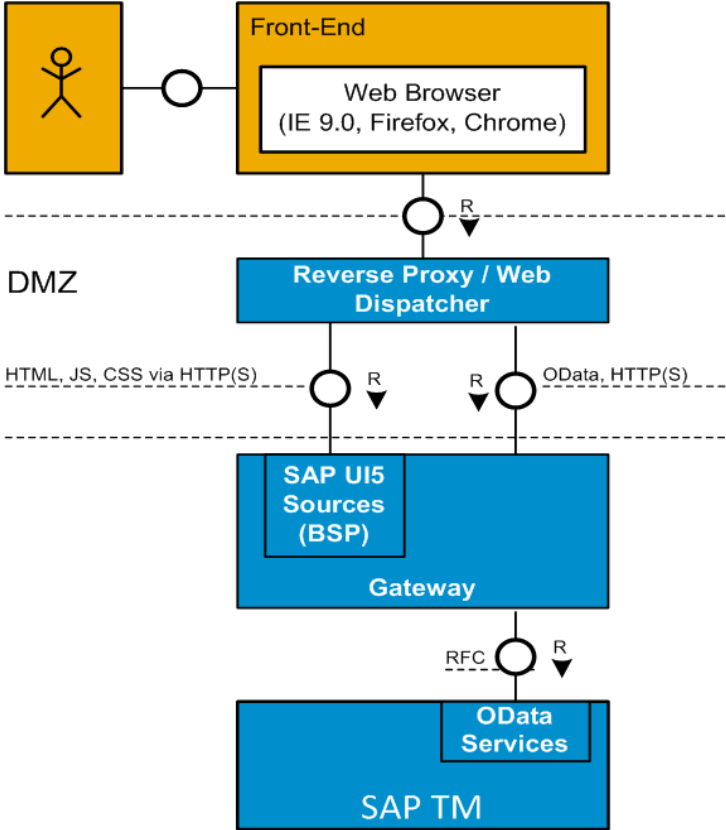 Front-End
Web Browser
(IE 9.0, Firefox, Chrome)
R
DMZ
Reverse Proxy / Web
Dispatcher
HTML, JS, CSS via HTTP(S)
R
R
OData, HTTP(S)
SAP UI5
Sources
(BSP)
Gateway
RFC
R
OData
Services
SAP TM